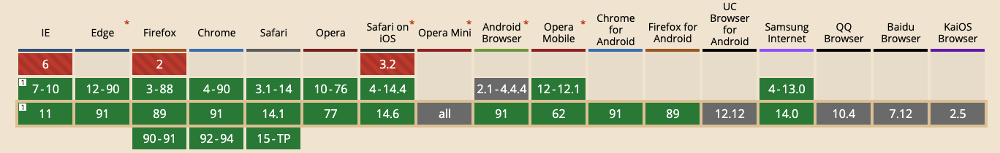 IE
Edge *
Firefox
Chrome
Safari
Opera
Safari on *
iOS
Opera Mini *
Android *
Browser
Opera *
Mobile
Chrome
for
Android
Firefox for
Android
UC
Browser
for
Android
Samsung
Internet
QQ
Browser
Baidu
Browser
KaiOS
Browser
6 2 3.2
1 7-10 12-90 3-88 4-90 3.1-14 10-76 4-14.4 2.1-4.4.4 12-12.1 4-13.0
1 11 91 89 91 14.1 77 14.6 all 91 62 91 89 12.12 14.0 10.4 7.12 2.5
90-91 92-94 15-TP